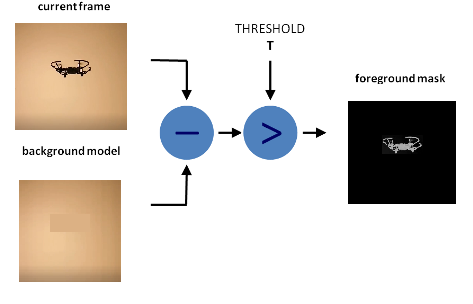 current frame
THRESHOLD
T
foreground mask
background model
−
>